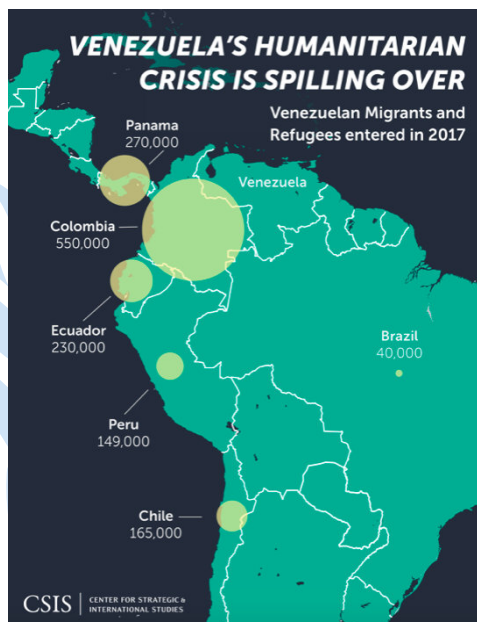 VENEZUELA'S HUMANITARIAN
CRISIS IS SPILLING OVER
Venezuelan Migrants and
Refugees entered in 2017
Panama
270,000
Venezuela
Colombia
550,000
Ecuador
230,000
Brazil
40,000
Peru
149,000
Chile
165,000
CSIS
CENTER FOR STRATEGIC &
INTERNATIONAL STUDIES